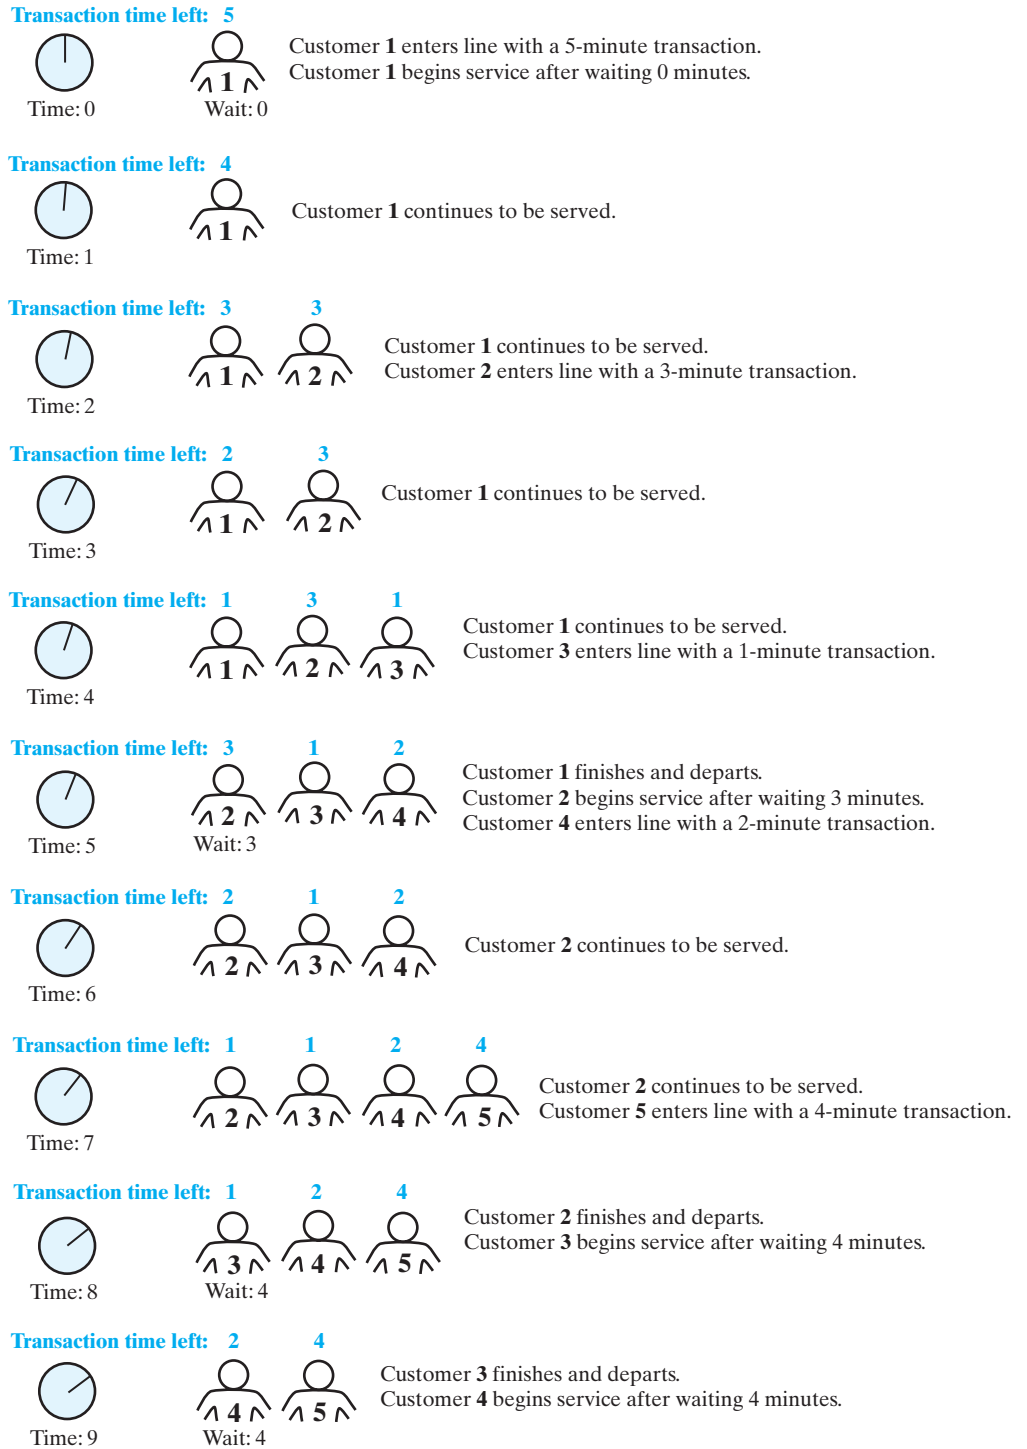 Transaction time left: 5
Customer 1 enters line with a 5-minute transaction.
Customer 1 begins service after waiting 0 minutes.
1
Time: 0
Wait: 0
Transaction time left: 4
Customer 1 continues to be served.
1
Time: 1
Transaction time left: 3 3
Customer 1 continues to be served.
Customer 2 enters line with a 3-minute transaction.
1 2
Time: 2
Transaction time left: 2 3
Customer 1 continues to be served.
1 2
Time: 3
Transaction time left: 1 3 1
Customer 1 continues to be served.
Customer 3 enters line with a 1-minute transaction.
1 2 3
Time: 4
Transaction time left: 3 1 2
Customer 1 finishes and departs.
Customer 2 begins service after waiting 3 minutes.
Customer 4 enters line with a 2-minute transaction.
2 3 4
Time: 5
Wait: 3
Transaction time left: 2 1 2
Customer 2 continues to be served.
2 3 4
Time: 6
Transaction time left: 1 1 2 4
Customer 2 continues to be served.
Customer 5 enters line with a 4-minute transaction.
2 3 4 5
Time: 7
Transaction time left: 1 2 4
Customer 2 finishes and departs.
Customer 3 begins service after waiting 4 minutes.
3 4 5
Time: 8
Wait: 4
Transaction time left: 2 4
Customer 3 finishes and departs.
Customer 4 begins service after waiting 4 minutes.
4 5
Time: 9
Wait: 4